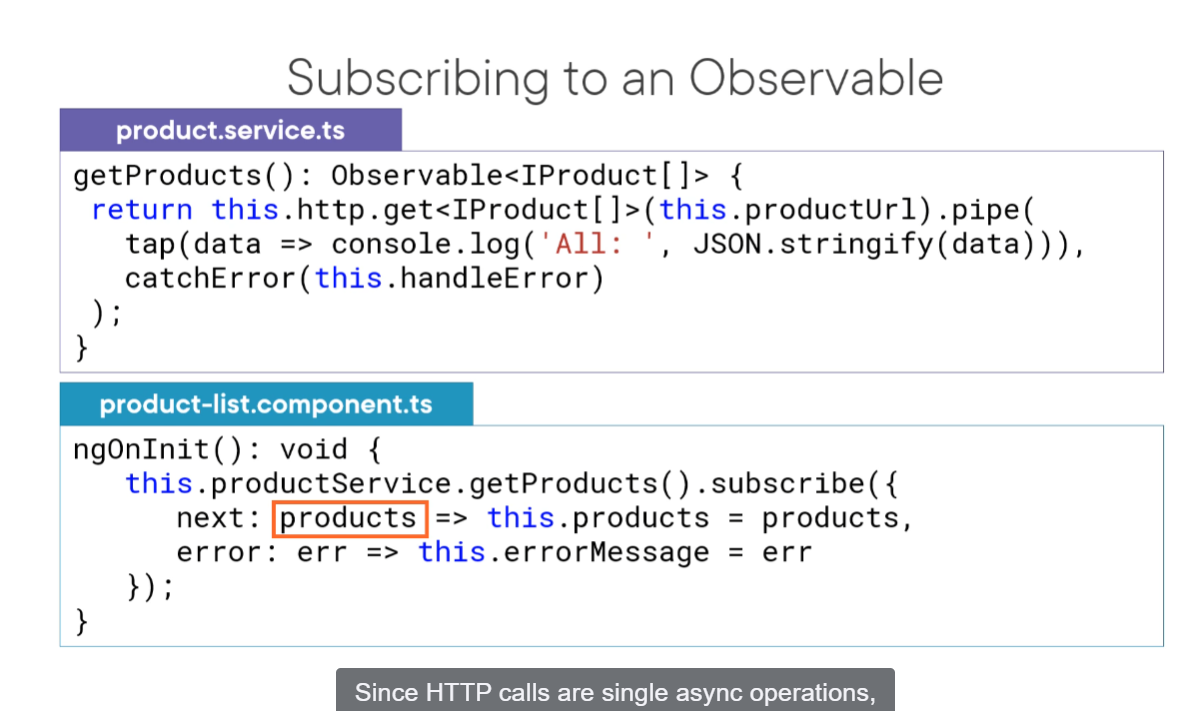 Subscribing to an Observable
product.service.ts
getProducts(): Observable<IProduct[]> {
return this.http.get<IProduct[]>(this.productUrl).pipe(
tap(data => console.log('All: ', JSON.stringify(data))),
catchError(this.handleError)
);
}
product-list.component.ts
ngOnInit(): void {
this.productService.getProducts().subscribe({
next: products => this.products = products,
error: err => this.errorMessage = err
});
}
Since HTTP calls are single async operations,